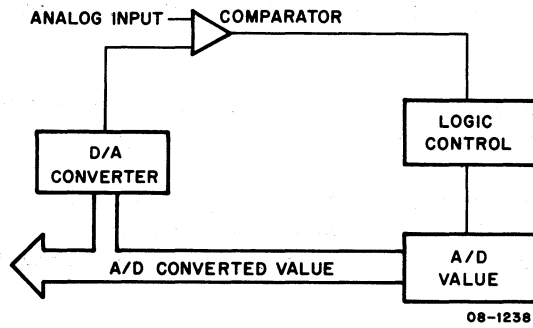 ANALOG INPUT
COMPARATOR
D/A
CONVERTER
LOGIC
CONTROL
A/D CONVERTED VALUE
A/D
VALUE
08-1238